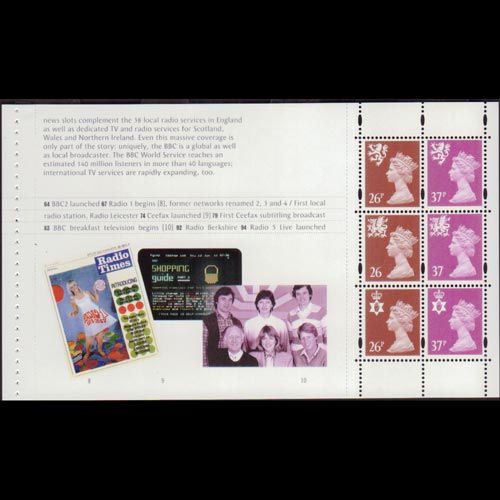 news slots complement the 38 local radio services in England
as well as dedicated TV and radio services for Scotland,
Wales and Northern Ireland. Even this massive coverage is
only part of the story: uniquely, the BBC is a global as well
as local broadcaster. The BBC World Service reaches an
estimated 140 million listeners in more than 40 languages;
international TV services are rapidly expanding, too.
64 BBC2 launched 67 Radio 1 begins (8), former networks renamed 2, 3 and 4 / First local
radio station, Radio Leicester 74 Ceefax launched (9) 79 First Ceefax subtitling broadcast
83 BBC breakfast television begins (10) 92 Radio Berkshire 94 Radio 5 Live launched
Radio
Times
INTRODUCING
SHOPPING
guide
8 9 10
26P 37P
26 37
26P 37P